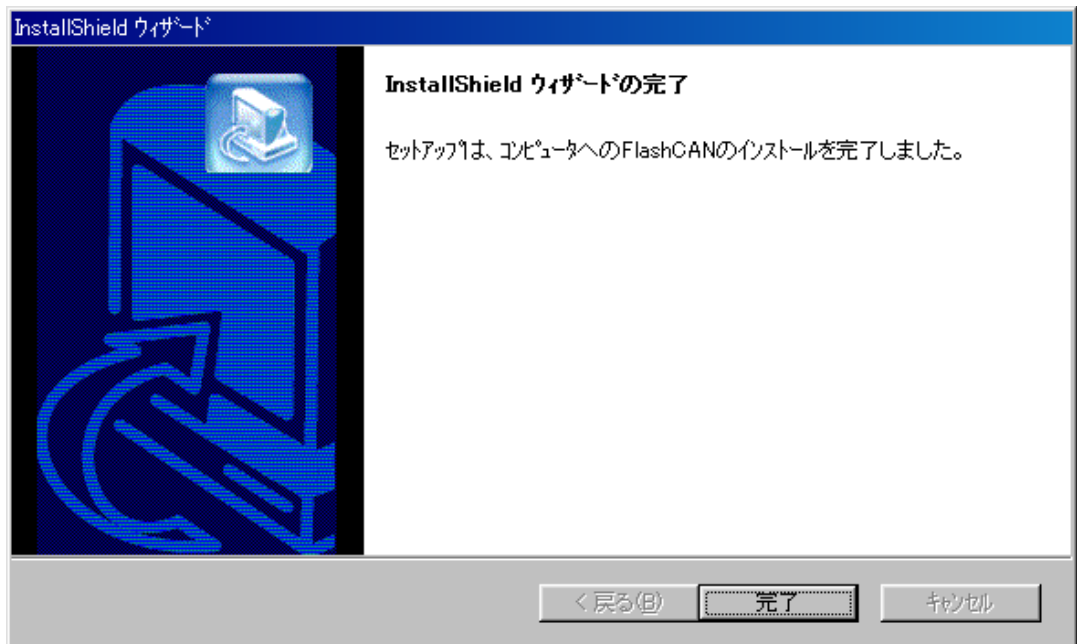 InstallShield ウィザード
InstallShield ウィザードの完了
セットアップは、コンピュータへのFlashCANのインストールを完了しました。
< 戻る(B)
完了
キャンセル